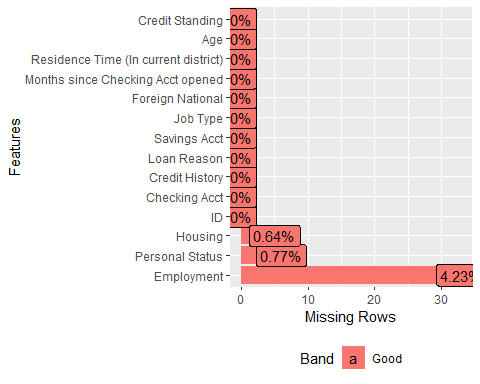 Credit Standing 0%
Age 0%
Residence Time (In current district) 0%
Months since Checking Acct opened 0%
Foreign National 0%
Job Type 0%
Savings Acct 0%
Loan Reason 0%
Credit History 0%
Checking Acct 0%
ID 0%
Housing 0.64%
Personal Status 0.77%
Employment 4.23%
Features
0 10 20 30
Missing Rows
Band a Good